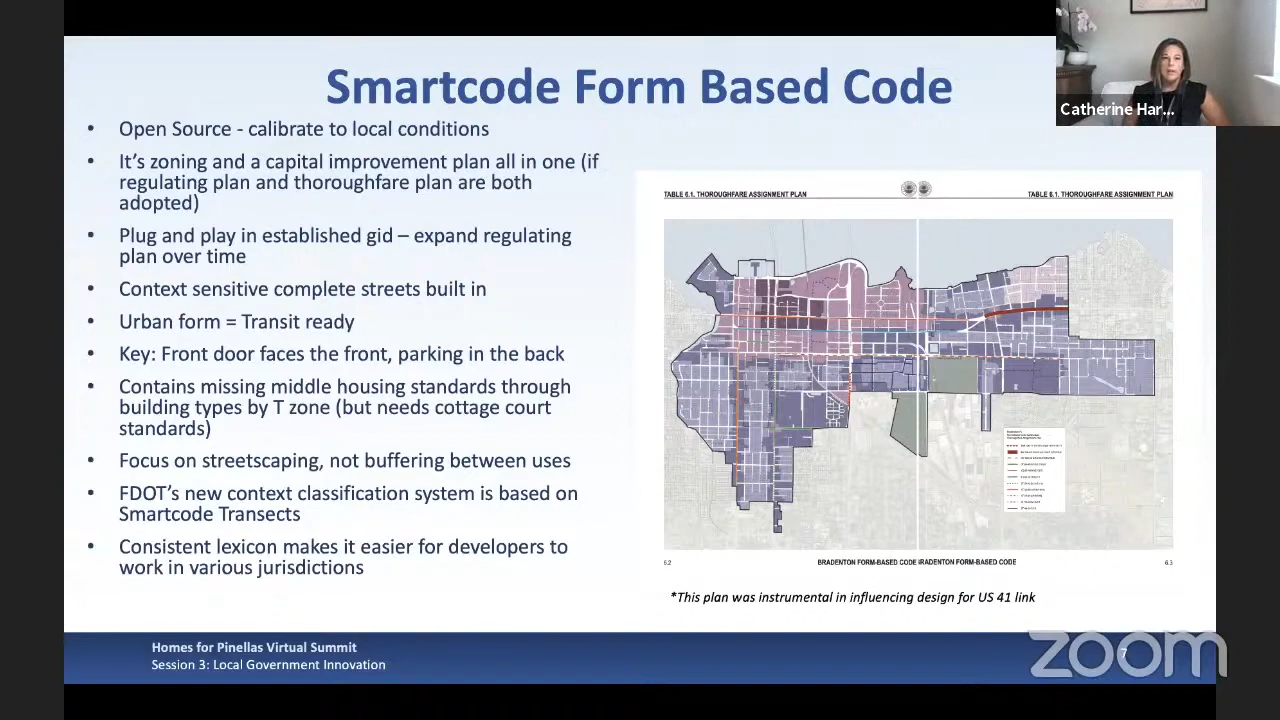 Smartcode Form Based Code
Catherine Har...
• Open Source - calibrate to local conditions
• It's zoning and a capital improvement plan all in one (if
regulating plan and thoroughfare plan are both
adopted)
• Plug and play in established gid – expand regulating
plan over time
• Context sensitive complete streets built in
• Urban form = Transit ready
• Key: Front door faces the front, parking in the back
• Contains missing middle housing standards through
building types by T zone (but needs cottage court
standards)
• Focus on streetscaping, not buffering between uses
• FDOT's new context classification system is based on
Smartcode Transects
• Consistent lexicon makes it easier for developers to
work in various jurisdictions
TABLE 6.1. THOROUGHFARE ASSIGNMENT PLAN
TABLE 6.1. THOROUGHFARE ASSIGNMENT PLAN
6.2
BRADENTON FORM-BASED CODE
BRADENTON FORM-BASED CODE
6.3
*This plan was instrumental in influencing design for US 41 link
Homes for Pinellas Virtual Summit
Session 3: Local Government Innovation
7
zoom